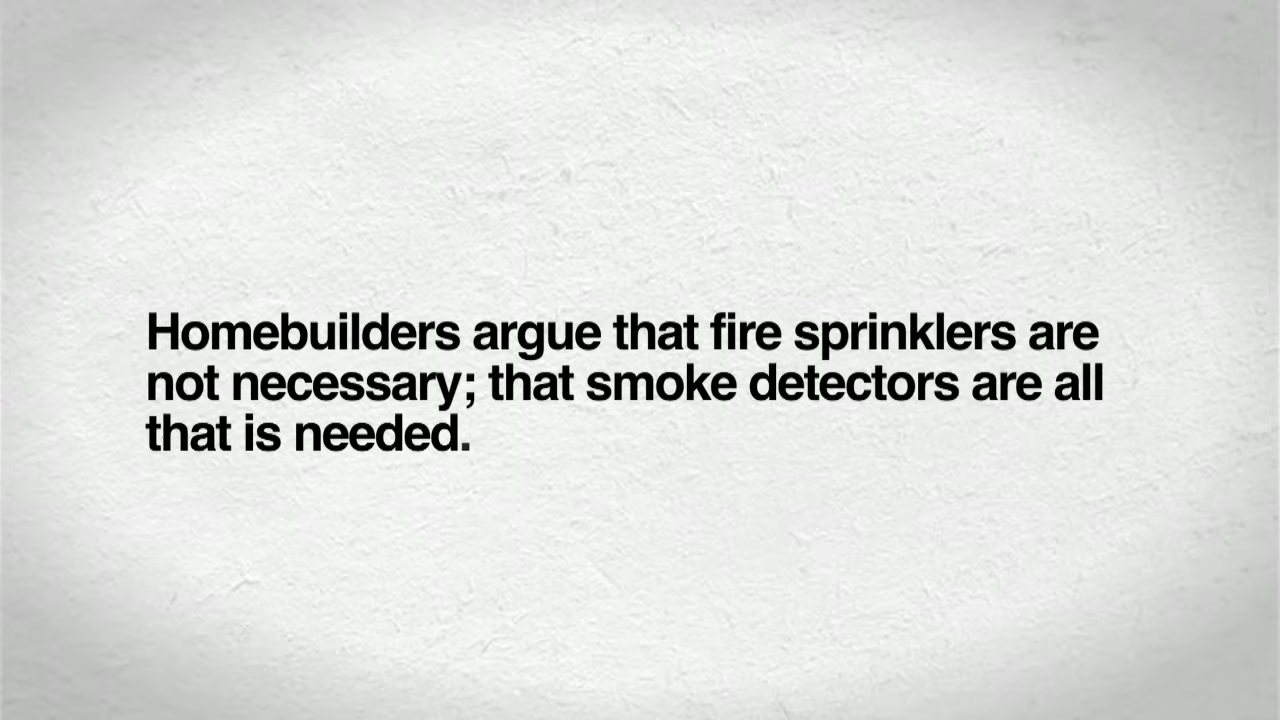 Homebuilders argue that fire sprinklers are
not necessary; that smoke detectors are all
that is needed.